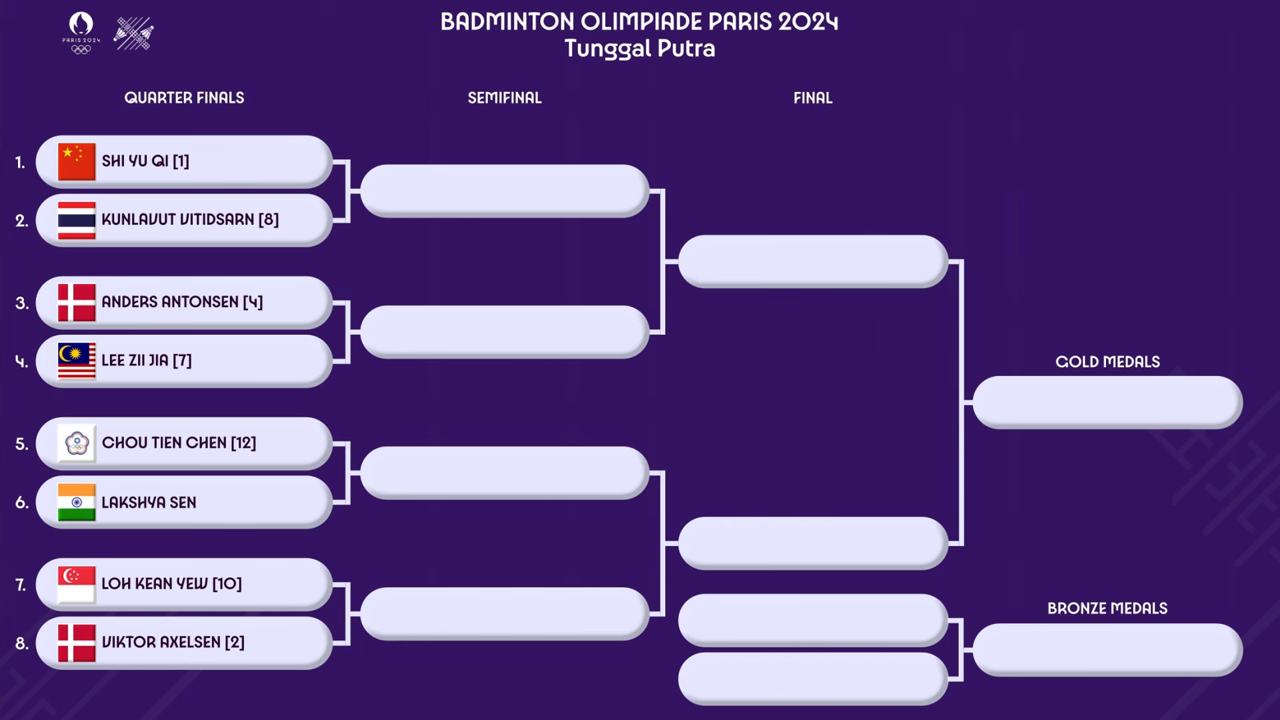 PARIS 2024
BADMINTON OLIMPIADE PARIS 2024
Tunggal Putra
QUARTER FINALS
SEMIFINAL
FINAL
1. SHI YU QI [1]
2. KUNLAVUT VITIDSARN [8]
3. ANDERS ANTONSEN [4]
4. LEE ZII JIA [7]
GOLD MEDALS
5. CHOU TIEN CHEN [12]
6. LAKSHYA SEN
7. LOH KEAN YEW [10]
BRONZE MEDALS
8. VIKTOR AXELSEN [2]